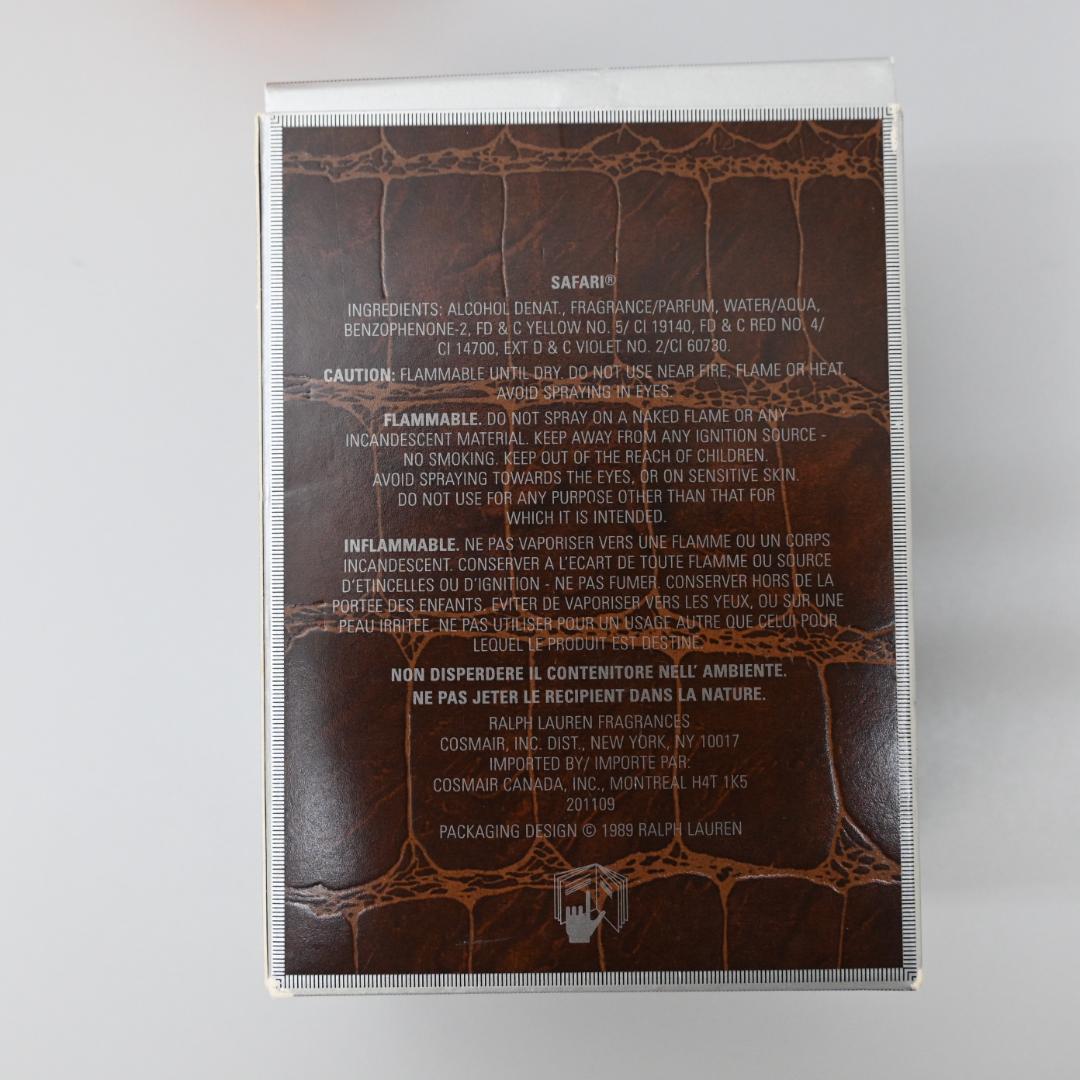 SAFARI®
INGREDIENTS: ALCOHOL DENAT., FRAGRANCE/PARFUM, WATER/AQUA,
BENZOPHENONE-2, FD & C YELLOW NO. 5/ CI 19140, FD & C RED NO. 4/
CI 14700, EXT D & C VIOLET NO. 2/CI 60730.
CAUTION: FLAMMABLE UNTIL DRY. DO NOT USE NEAR FIRE, FLAME OR HEAT.
AVOID SPRAYING IN EYES.
FLAMMABLE. DO NOT SPRAY ON A NAKED FLAME OR ANY
INCANDESCENT MATERIAL. KEEP AWAY FROM ANY IGNITION SOURCE -
NO SMOKING. KEEP OUT OF THE REACH OF CHILDREN.
AVOID SPRAYING TOWARDS THE EYES, OR ON SENSITIVE SKIN.
DO NOT USE FOR ANY PURPOSE OTHER THAN THAT FOR
WHICH IT IS INTENDED.
INFLAMMABLE. NE PAS VAPORISER VERS UNE FLAMME OU UN CORPS
INCANDESCENT. CONSERVER A L'ECART DE TOUTE FLAMME OU SOURCE
D'ETINCELLES OU D'IGNITION - NE PAS FUMER. CONSERVER HORS DE LA
PORTEE DES ENFANTS. EVITER DE VAPORISER VERS LES YEUX, OU SUR UNE
PEAU IRRITEE. NE PAS UTILISER POUR UN USAGE AUTRE QUE CELUI POUR
LEQUEL LE PRODUIT EST DESTINE.
NON DISPERDERE IL CONTENITORE NELL' AMBIENTE.
NE PAS JETER LE RECIPIENT DANS LA NATURE.
RALPH LAUREN FRAGRANCES
COSMAIR, INC. DIST., NEW YORK, NY 10017
IMPORTED BY/ IMPORTE PAR:
COSMAIR CANADA, INC., MONTREAL H4T 1K5
201109
PACKAGING DESIGN © 1989 RALPH LAUREN